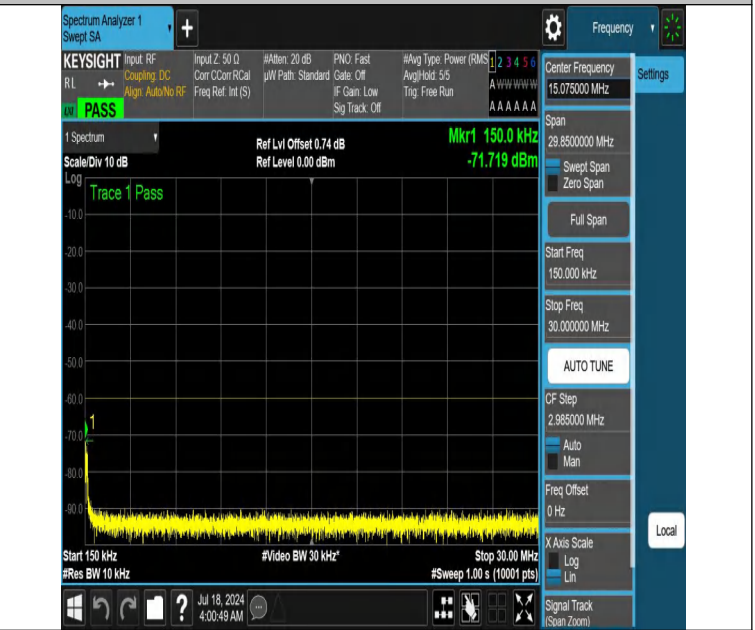 Spectrum Analyzer 1
Swept SA
+
Frequency
KEYSIGHT
RL
PASS
Input: RF
Coupling: DC
Align: Auto/No RF
Input Z: 50 Ω
Corr CCorr RCal
Freq Ref: Int (S)
#Atten: 20 dB
µW Path: Standard
PNO: Fast
Gate: Off
IF Gain: Low
Sig Track: Off
#Avg Type: Power (RMS
Avg|Hold: 5/5
Trig: Free Run
1 2 3 4 5 6
A W W W W W
A A A A A A
1 Spectrum
Scale/Div 10 dB
Ref Lvl Offset 0.74 dB
Ref Level 0.00 dBm
Mkr1 150.0 kHz
-71.719 dBm
Log
Trace 1 Pass
-10.0
-20.0
-30.0
-40.0
-50.0
-60.0
1
-70.0
-80.0
-90.0
Start 150 kHz
#Res BW 10 kHz
#Video BW 30 kHz*
Stop 30.00 MHz
#Sweep 1.00 s (10001 pts)
Jul 18, 2024
4:00:49 AM
?
Center Frequency
15.075000 MHz
Settings
Span
29.8500000 MHz
Swept Span
Zero Span
Full Span
Start Freq
150.000 kHz
Stop Freq
30.000000 MHz
AUTO TUNE
CF Step
2.985000 MHz
Auto
Man
Freq Offset
0 Hz
X Axis Scale
Log
Lin
Local
Signal Track
(Span Zoom)